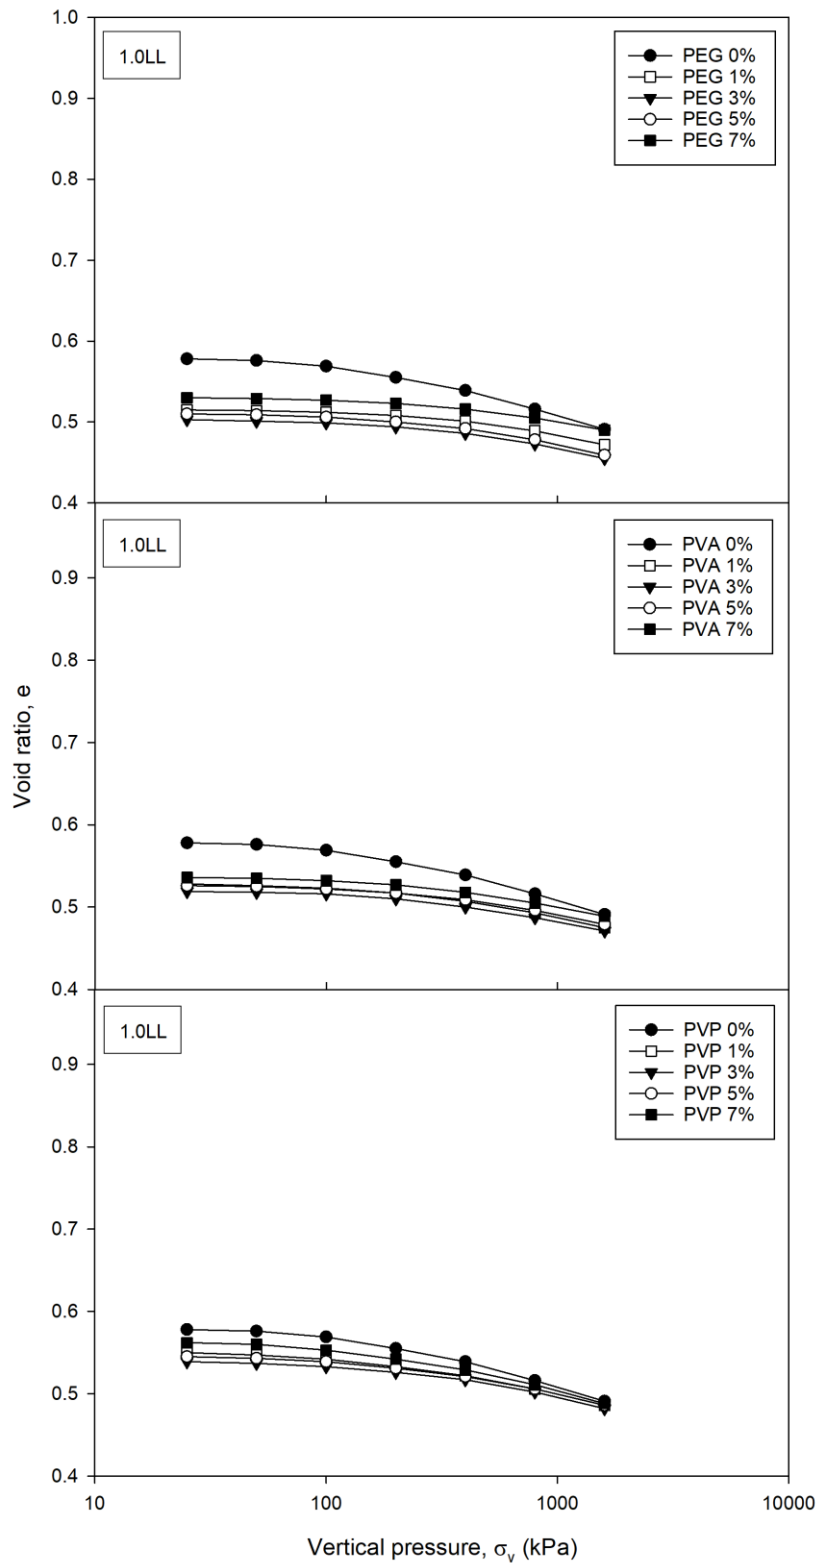 1.0
1.0LL
PEG 0%
PEG 1%
PEG 3%
PEG 5%
PEG 7%
0.9
0.8
0.7
0.6
0.5
0.4
1.0LL
PVA 0%
PVA 1%
PVA 3%
PVA 5%
PVA 7%
0.9
0.8
0.7
Void ratio, e
0.6
0.5
0.4
1.0LL
PVP 0%
PVP 1%
PVP 3%
PVP 5%
PVP 7%
0.9
0.8
0.7
0.6
0.5
0.4
10 100 1000 10000
Vertical pressure, σv (kPa)